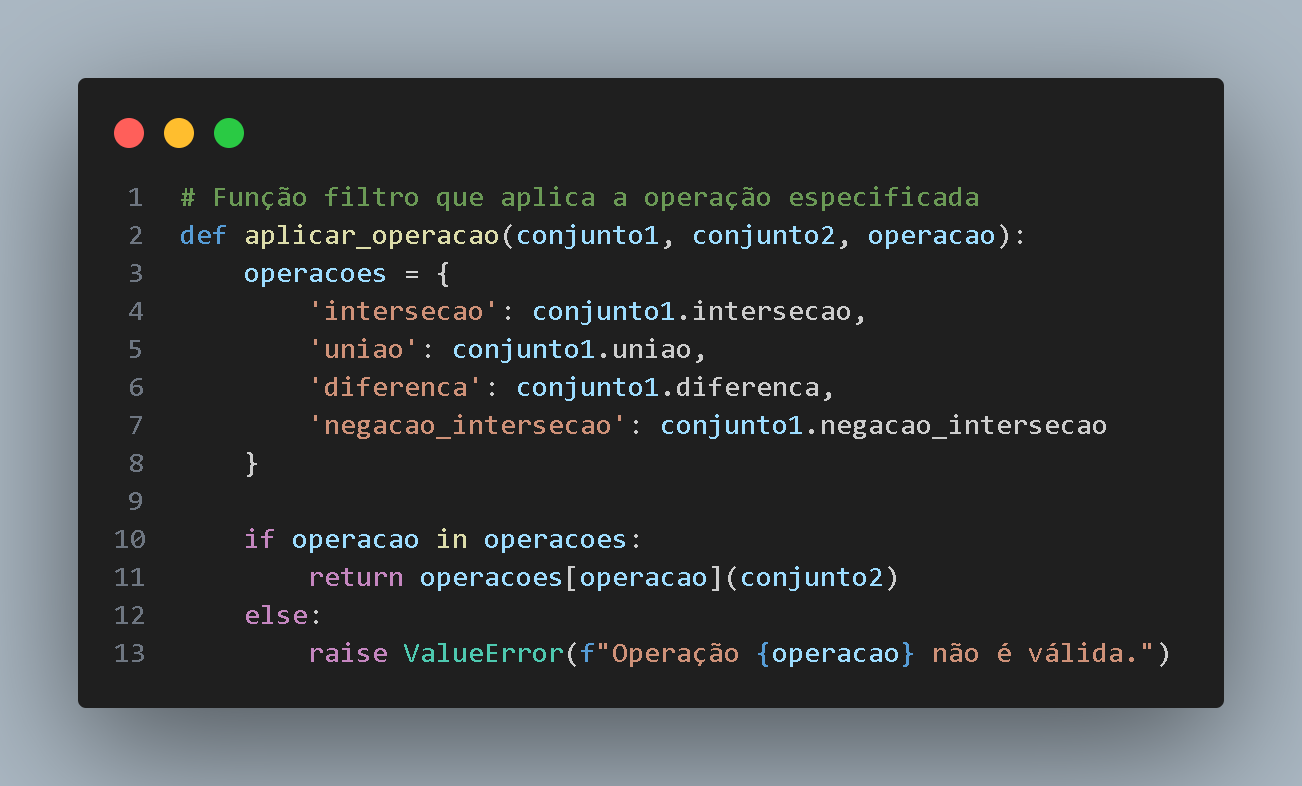 1 # Função filtro que aplica a operação especificada
2 def aplicar_operacao(conjunto1, conjunto2, operacao):
3     operacoes = {
4         'intersecao': conjunto1.intersecao,
5         'uniao': conjunto1.uniao,
6         'diferenca': conjunto1.diferenca,
7         'negacao_intersecao': conjunto1.negacao_intersecao
8     }
9
10     if operacao in operacoes:
11         return operacoes[operacao](conjunto2)
12     else:
13         raise ValueError(f"Operação {operacao} não é válida.")